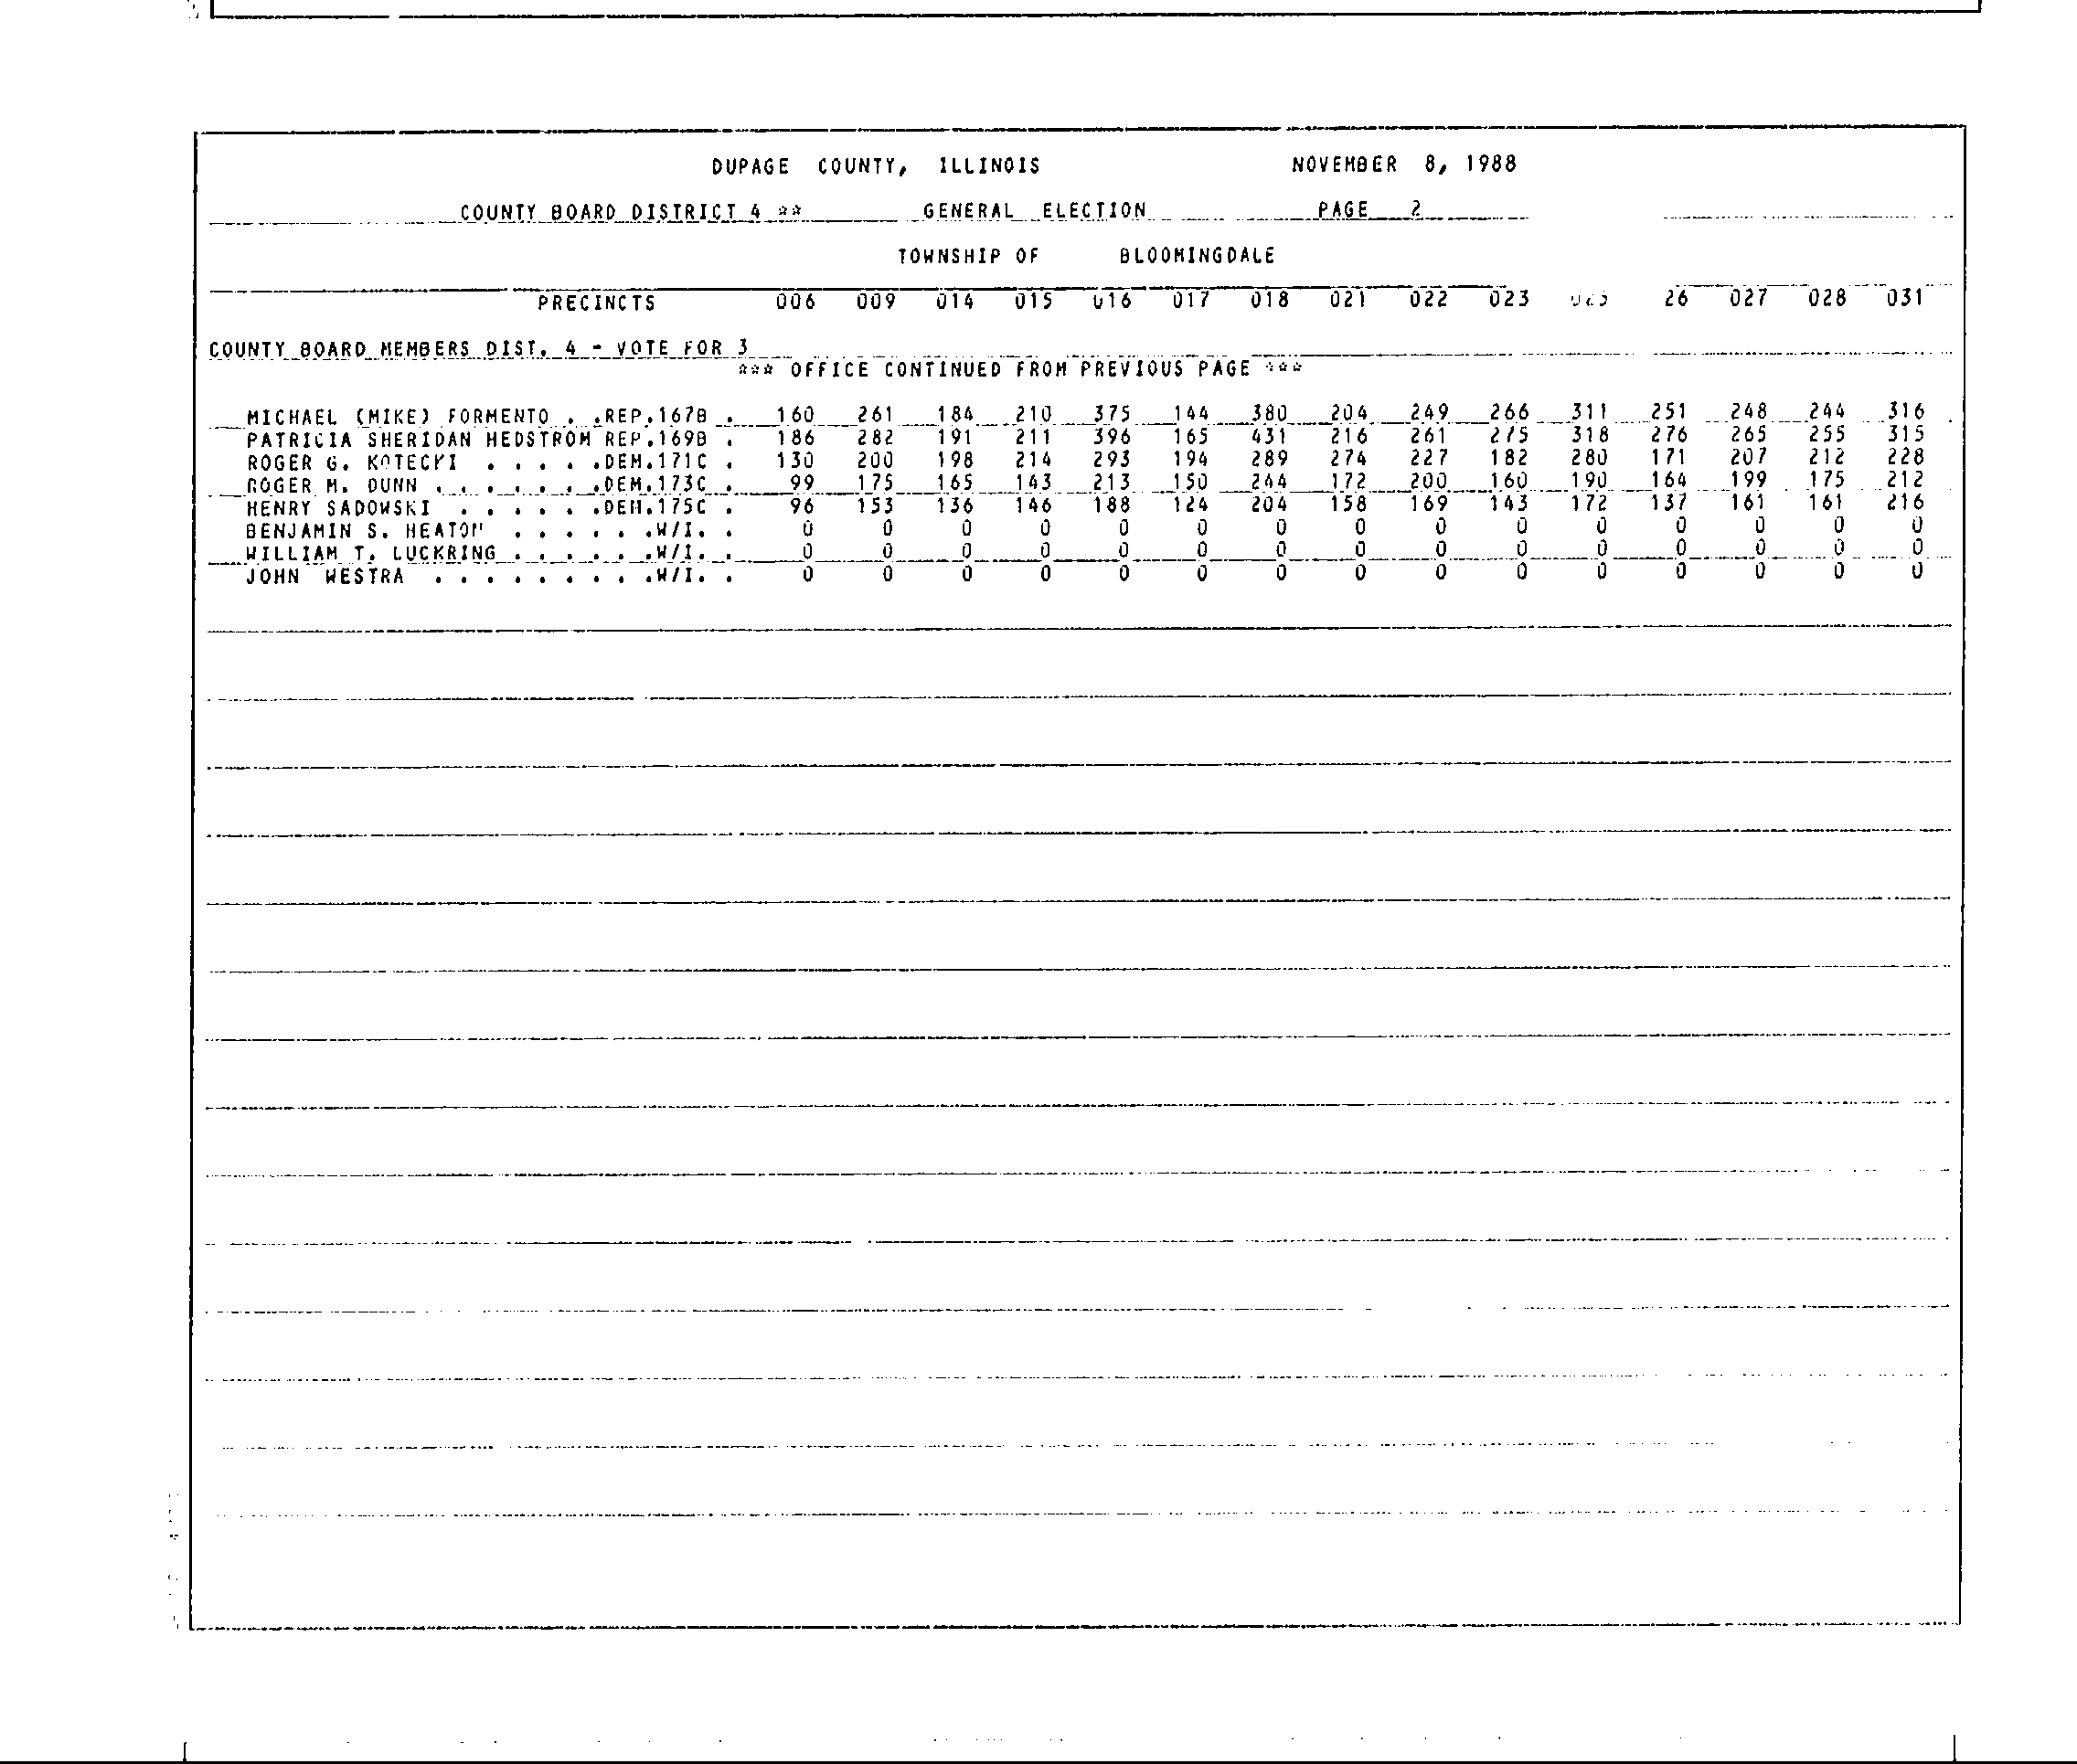 DUPAGE COUNTY, ILLINOIS NOVEMBER 8, 1988
COUNTY BOARD DISTRICT 4 ** GENERAL ELECTION PAGE 2
TOWNSHIP OF BLOOMINGDALE
PRECINCTS 006 009 014 015 016 017 018 021 022 023 26 027 028 031
COUNTY BOARD MEMBERS DIST. 4 - VOTE FOR 3
*** OFFICE CONTINUED FROM PREVIOUS PAGE ***
MICHAEL (MIKE) FORMENTO . .REP.167B . 160 261 184 210 375 144 380 204 249 266 311 251 248 244 316
PATRICIA SHERIDAN HEDSTROM REP.169B . 186 282 191 211 396 165 431 216 261 275 318 276 265 255 315
ROGER G. KOTECKI . . . . .DEM.171C . 130 200 198 214 293 194 289 274 227 182 280 171 207 212 228
ROGER M. DUNN . . . . . . .DEM.173C . 99 175 165 143 213 150 244 172 200 160 190 164 199 175 212
HENRY SADOWSKI . . . . . .DEM.175C . 96 153 136 146 188 124 204 158 169 143 172 137 161 161 216
BENJAMIN S. HEATON . . . . . .W/I. . 0 0 0 0 0 0 0 0 0 0 0 0 0 0 0
WILLIAM T. LUCKRING . . . . . .W/I. . 0 0 0 0 0 0 0 0 0 0 0 0 0 0 0
JOHN WESTRA . . . . . . . . .W/I. . 0 0 0 0 0 0 0 0 0 0 0 0 0 0 0